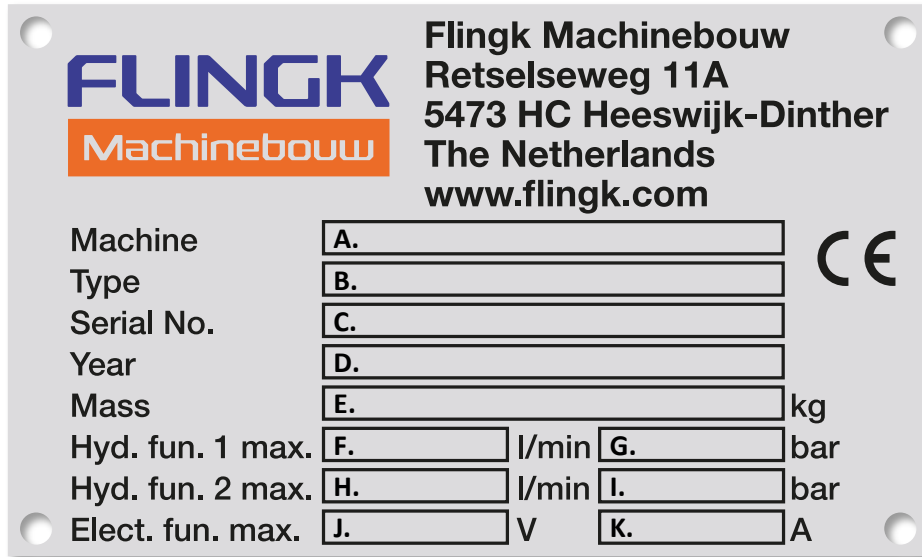 FLINGK
Machinebouw
Flingk Machinebouw
Retselseweg 11A
5473 HC Heeswijk-Dinther
The Netherlands
www.flingk.com
CE
Machine A.
Type B.
Serial No. C.
Year D.
Mass E. kg
Hyd. fun. 1 max. F. l/min G. bar
Hyd. fun. 2 max. H. l/min I. bar
Elect. fun. max. J. V K. A